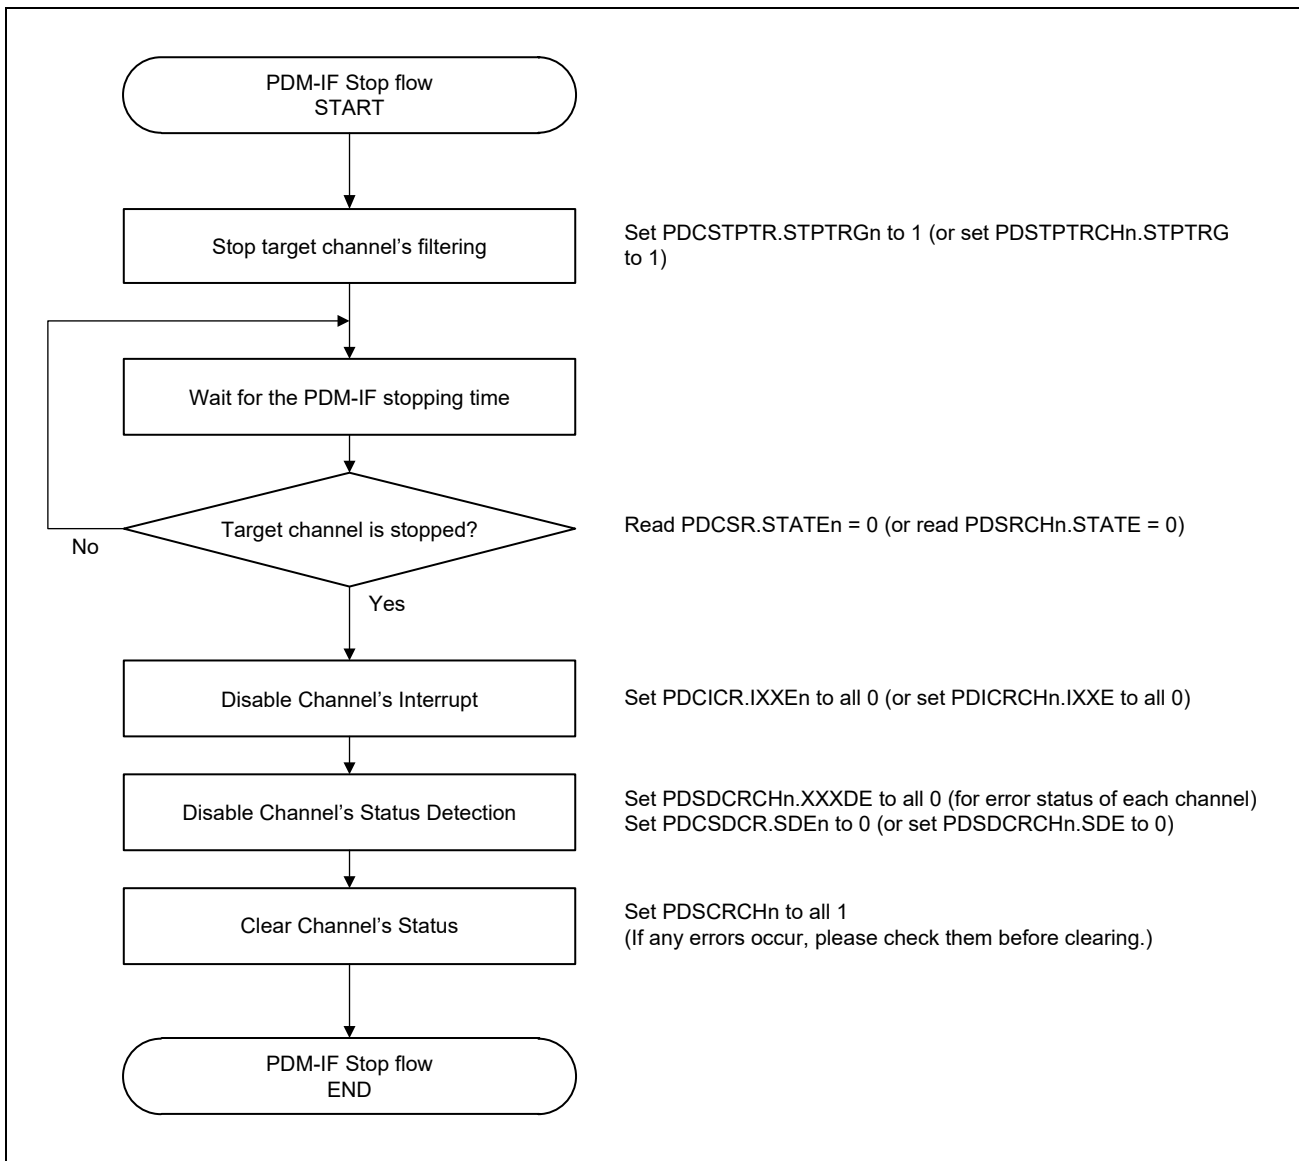 PDM-IF Stop flow
START
Stop target channel's filtering
Set PDCSTPTR.STPTRGn to 1 (or set PDSTPTRCHn.STPTRG
to 1)
Wait for the PDM-IF stopping time
Target channel is stopped?
Read PDCSR.STATEn = 0 (or read PDSRCHn.STATE = 0)
No
Yes
Disable Channel's Interrupt
Set PDCICR.IXXEn to all 0 (or set PDICRCHn.IXXE to all 0)
Disable Channel's Status Detection
Set PDSDCRCHn.XXXDE to all 0 (for error status of each channel)
Set PDCSDCR.SDEn to 0 (or set PDSDCRCHn.SDE to 0)
Clear Channel's Status
Set PDSCRCHn to all 1
(If any errors occur, please check them before clearing.)
PDM-IF Stop flow
END